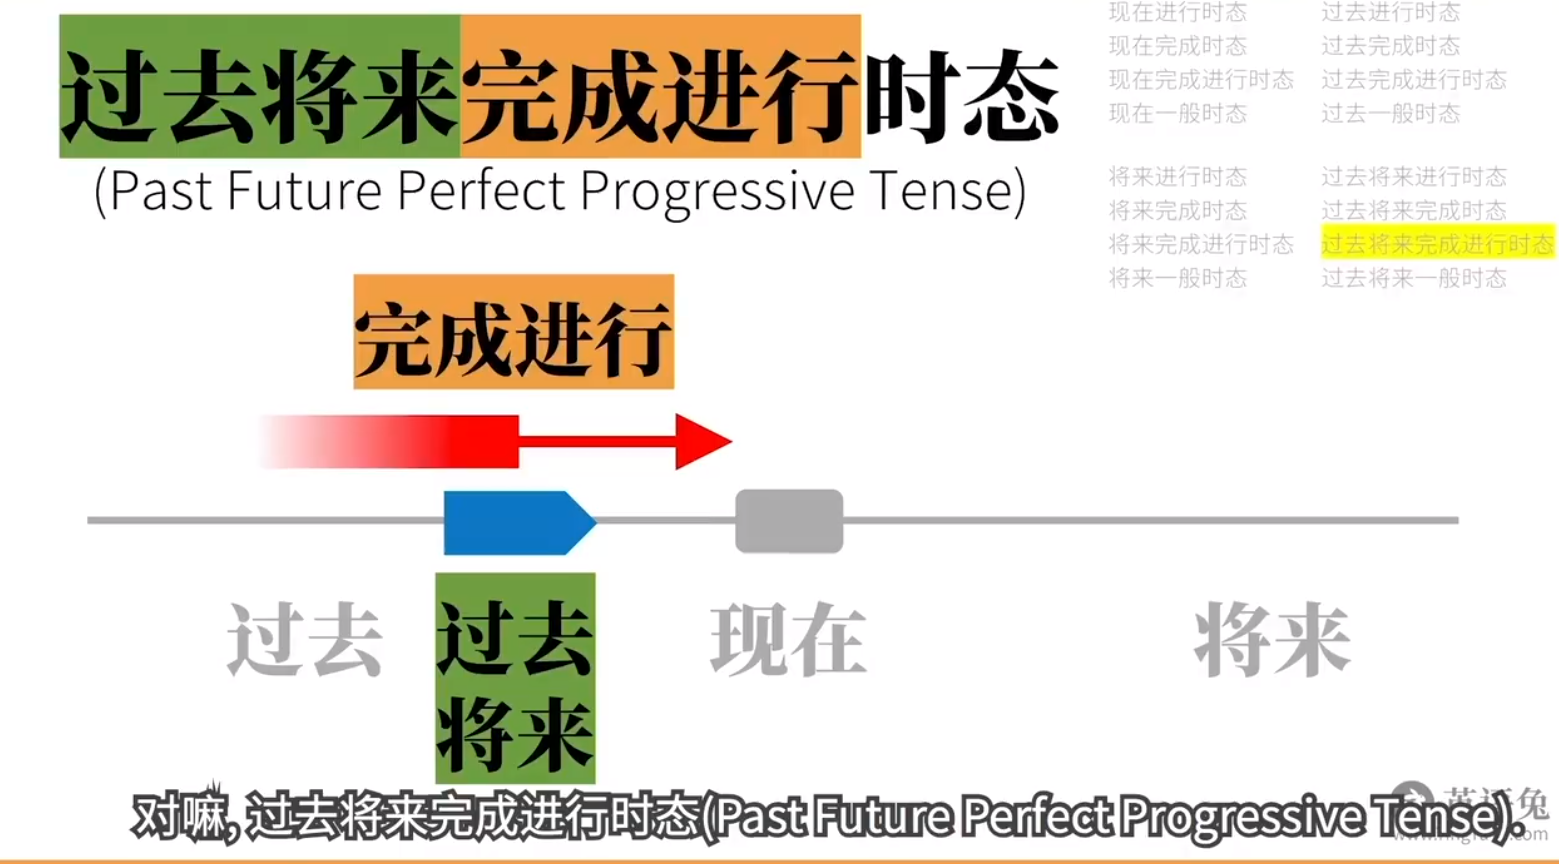 过去将来完成进行时态
(Past Future Perfect Progressive Tense)
现在进行时态 过去进行时态
现在完成时态 过去完成时态
现在完成进行时态 过去完成进行时态
现在一般时态 过去一般时态
将来进行时态 过去将来进行时态
将来完成时态 过去将来完成时态
将来完成进行时态 过去将来完成进行时态
将来一般时态 过去将来一般时态
完成进行
过去 过去 现在 将来
将来
对嘛, 过去将来完成进行时态(Past Future Perfect Progressive Tense).
英语兔